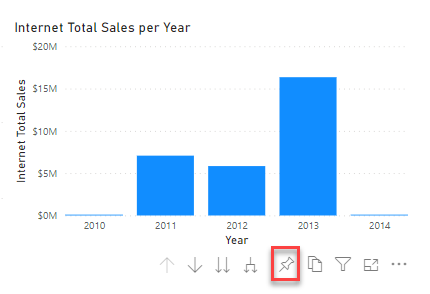 Internet Total Sales per Year
$20M
$15M
$10M
$5M
$0M
Internet Total Sales
2010 2011 2012 2013 2014
Year